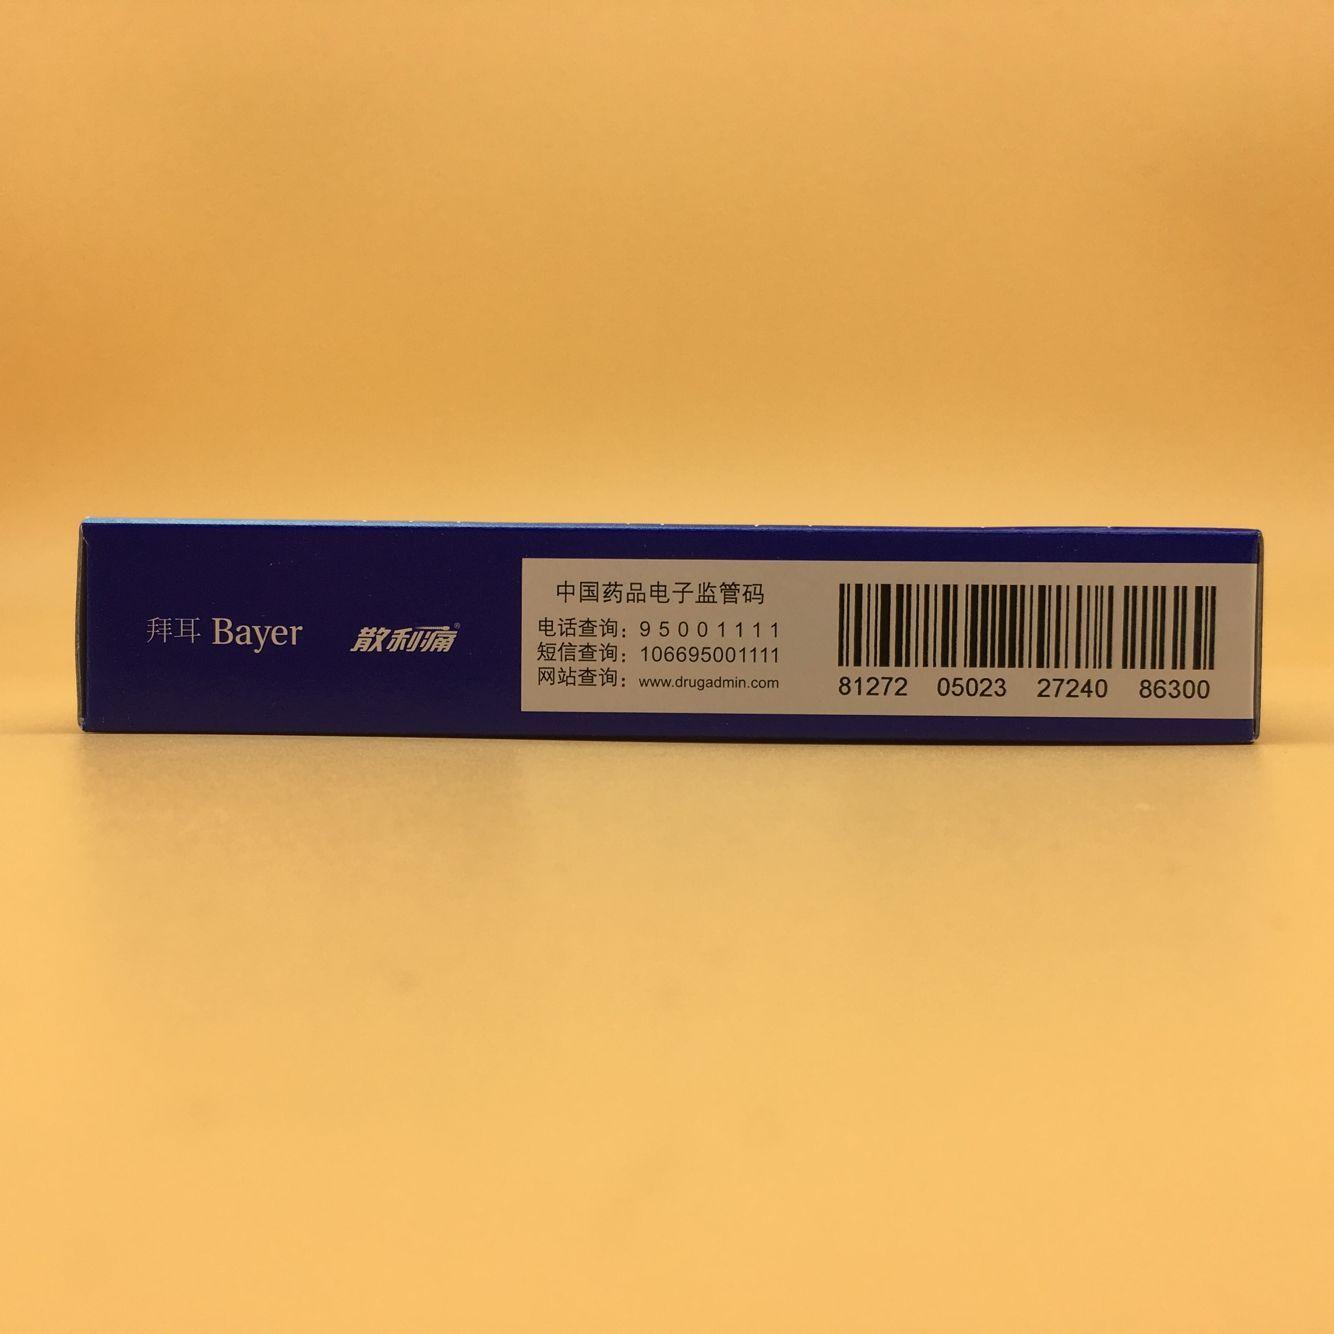 拜耳 Bayer
散利痛®
中国药品电子监管码
电话查询：95001111
短信查询：106695001111
网站查询：www.drugadmin.com
81272 05023 27240 86300